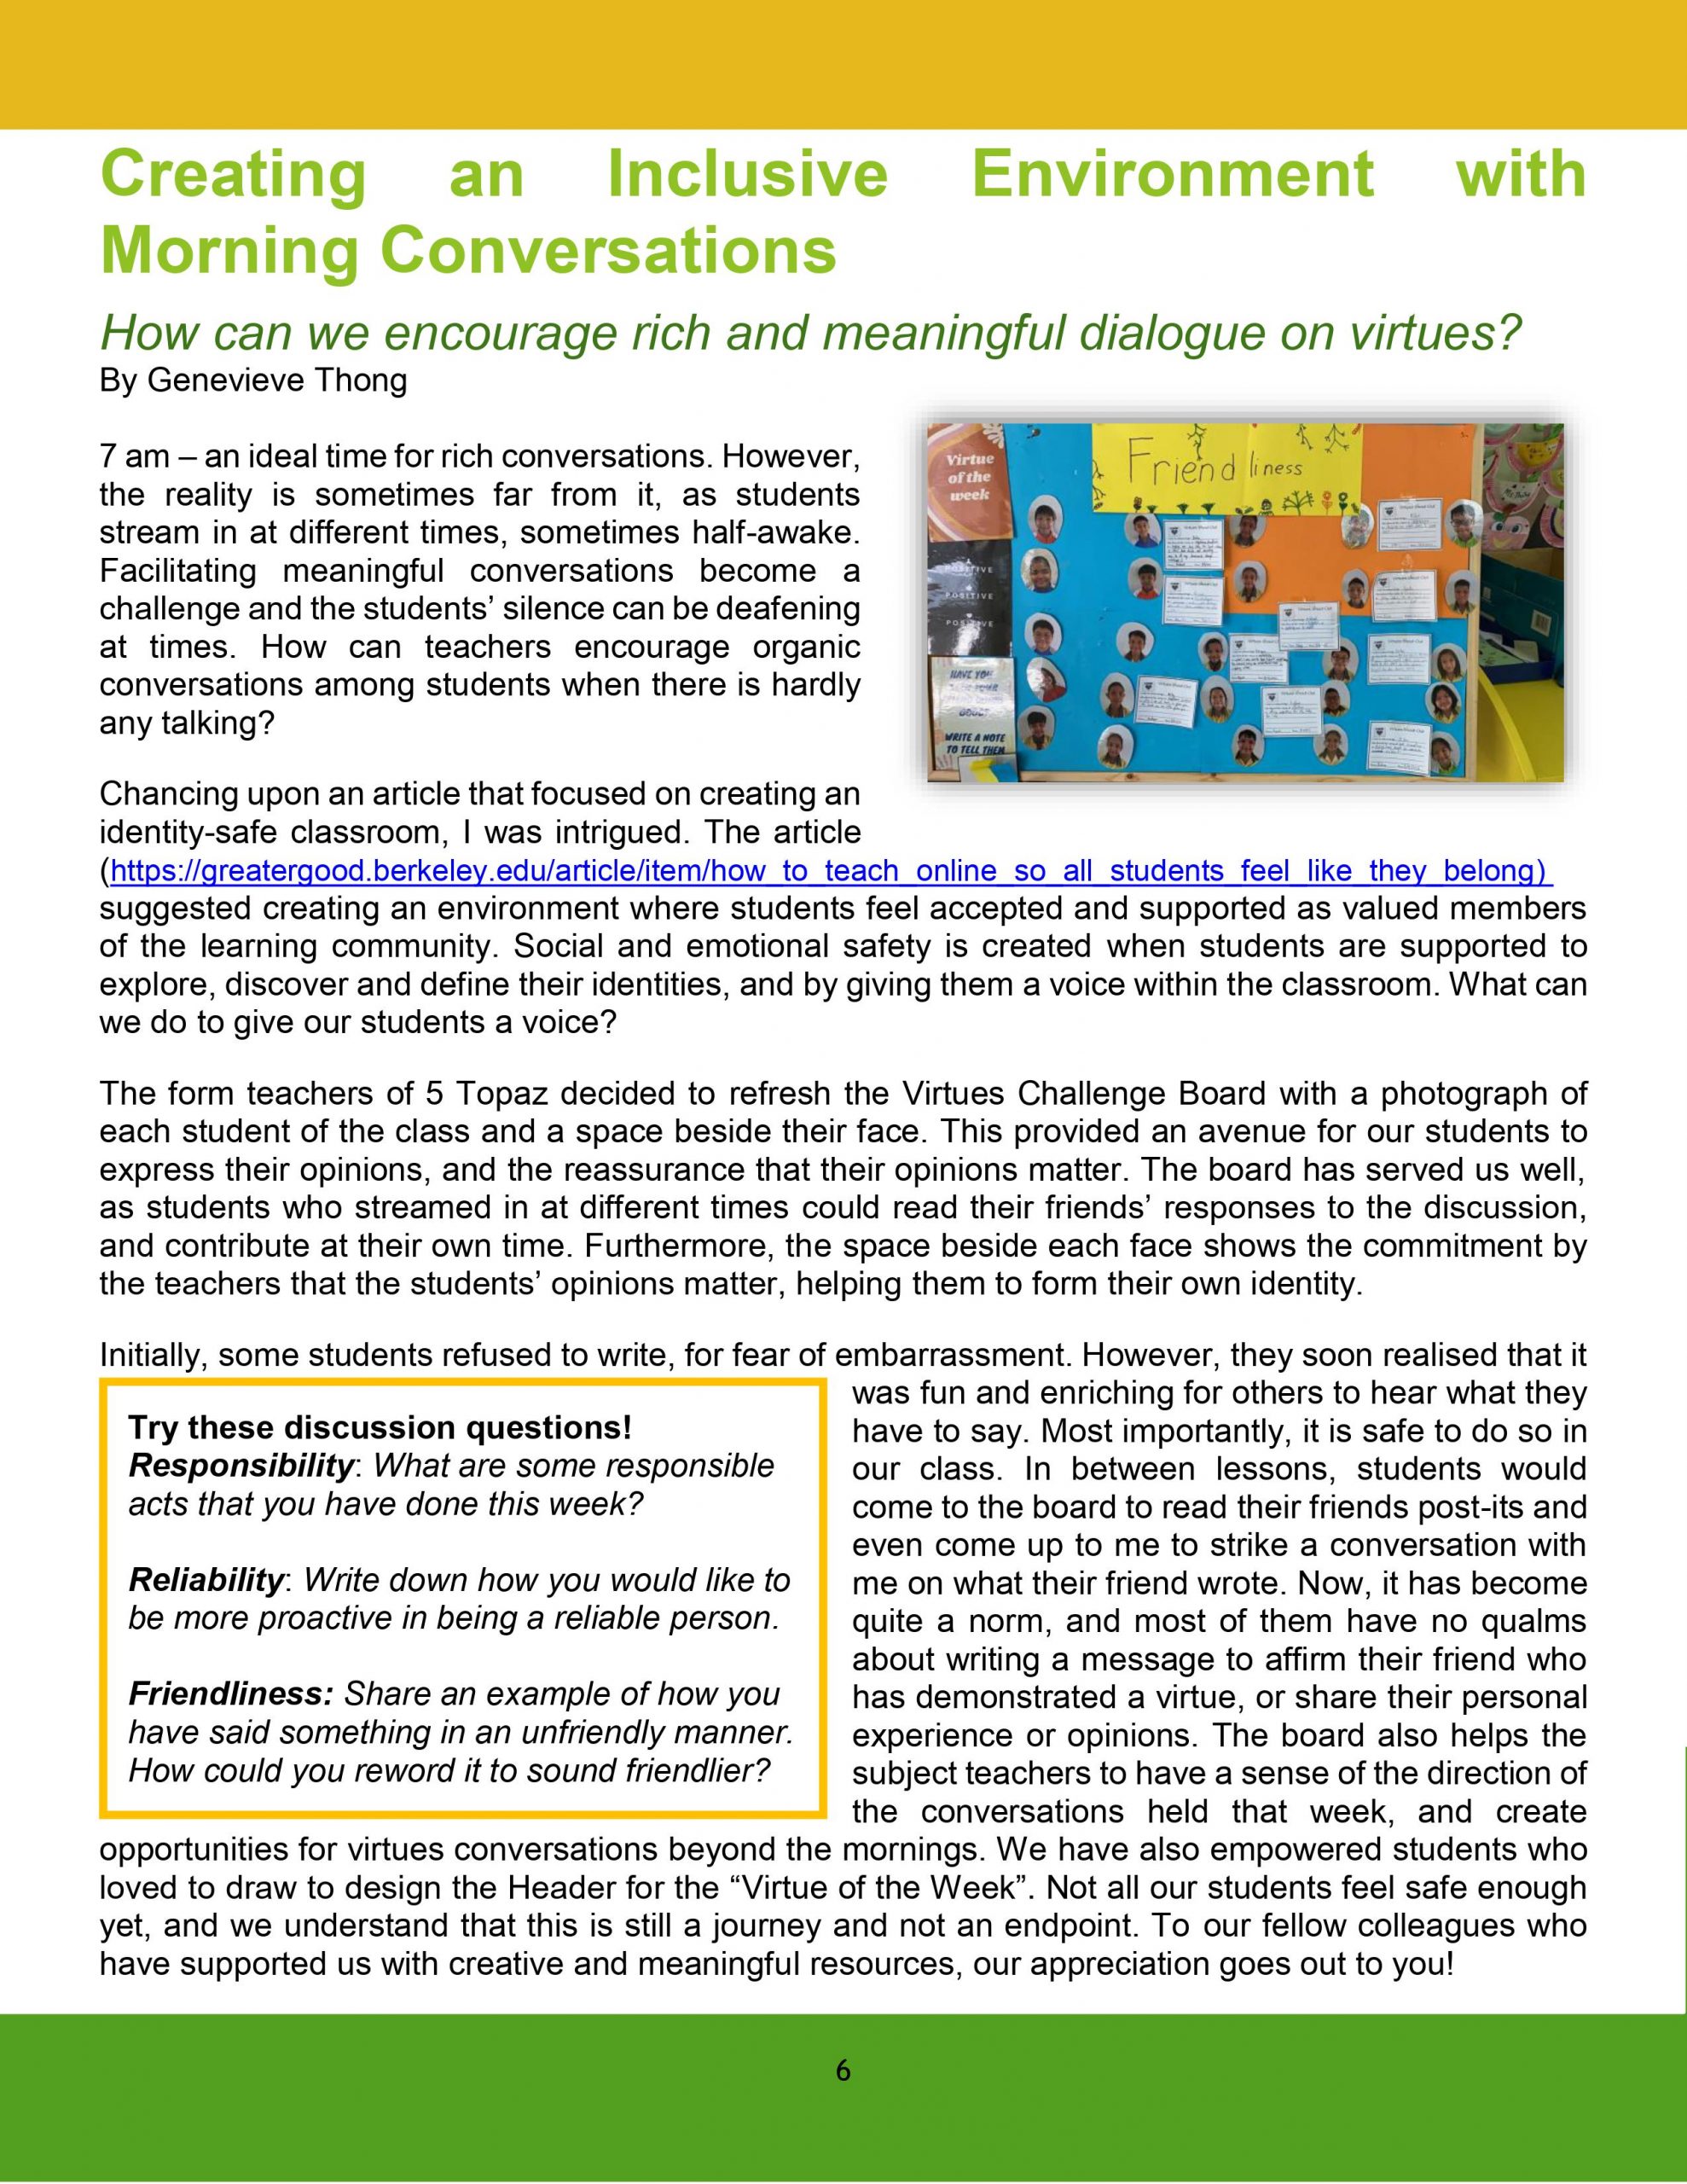 Creating an Inclusive Environment with
Morning Conversations
How can we encourage rich and meaningful dialogue on virtues?
By Genevieve Thong
7 am – an ideal time for rich conversations. However,
the reality is sometimes far from it, as students
stream in at different times, sometimes half-awake.
Facilitating meaningful conversations become a
challenge and the students’ silence can be deafening
at times. How can teachers encourage organic
conversations among students when there is hardly
any talking?
Virtue
of the
week
Friendliness
POSITIVE
POSITIVE
POSITIVE
HAVE YOU
WRITE A NOTE
TO TELL THEM
Chancing upon an article that focused on creating an
identity-safe classroom, I was intrigued. The article
(https://greatergood.berkeley.edu/article/item/how_to_teach_online_so_all_students_feel_like_they_belong)
suggested creating an environment where students feel accepted and supported as valued members
of the learning community. Social and emotional safety is created when students are supported to
explore, discover and define their identities, and by giving them a voice within the classroom. What can
we do to give our students a voice?
The form teachers of 5 Topaz decided to refresh the Virtues Challenge Board with a photograph of
each student of the class and a space beside their face. This provided an avenue for our students to
express their opinions, and the reassurance that their opinions matter. The board has served us well,
as students who streamed in at different times could read their friends’ responses to the discussion,
and contribute at their own time. Furthermore, the space beside each face shows the commitment by
the teachers that the students’ opinions matter, helping them to form their own identity.
Initially, some students refused to write, for fear of embarrassment. However, they soon realised that it
was fun and enriching for others to hear what they
have to say. Most importantly, it is safe to do so in
our class. In between lessons, students would
come to the board to read their friends post-its and
even come up to me to strike a conversation with
me on what their friend wrote. Now, it has become
quite a norm, and most of them have no qualms
about writing a message to affirm their friend who
has demonstrated a virtue, or share their personal
experience or opinions. The board also helps the
subject teachers to have a sense of the direction of
the conversations held that week, and create
opportunities for virtues conversations beyond the mornings. We have also empowered students who
loved to draw to design the Header for the “Virtue of the Week”. Not all our students feel safe enough
yet, and we understand that this is still a journey and not an endpoint. To our fellow colleagues who
have supported us with creative and meaningful resources, our appreciation goes out to you!
Try these discussion questions!
Responsibility: What are some responsible
acts that you have done this week?
Reliability: Write down how you would like to
be more proactive in being a reliable person.
Friendliness: Share an example of how you
have said something in an unfriendly manner.
How could you reword it to sound friendlier?
6